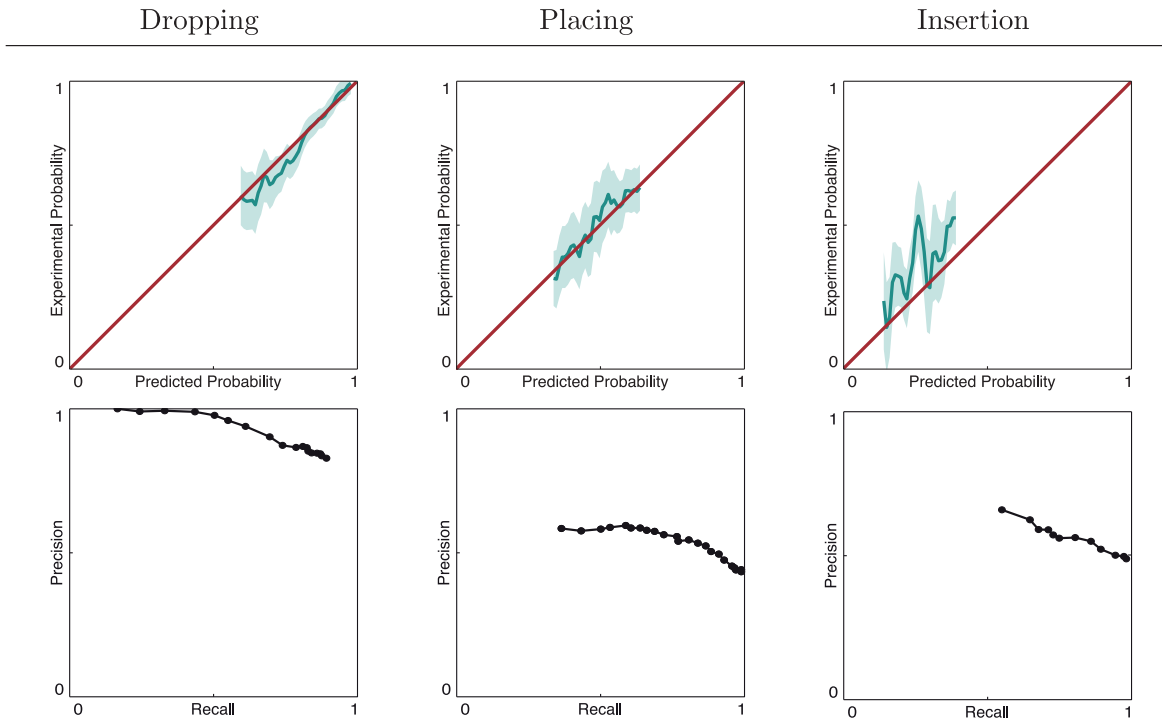 Dropping
Placing
Insertion
1
Experimental Probability
0
0
Predicted Probability
1
1
Experimental Probability
0
0
Predicted Probability
1
1
Experimental Probability
0
0
Predicted Probability
1
1
Precision
0
0
Recall
1
1
Precision
0
0
Recall
1
1
Precision
0
0
Recall
1